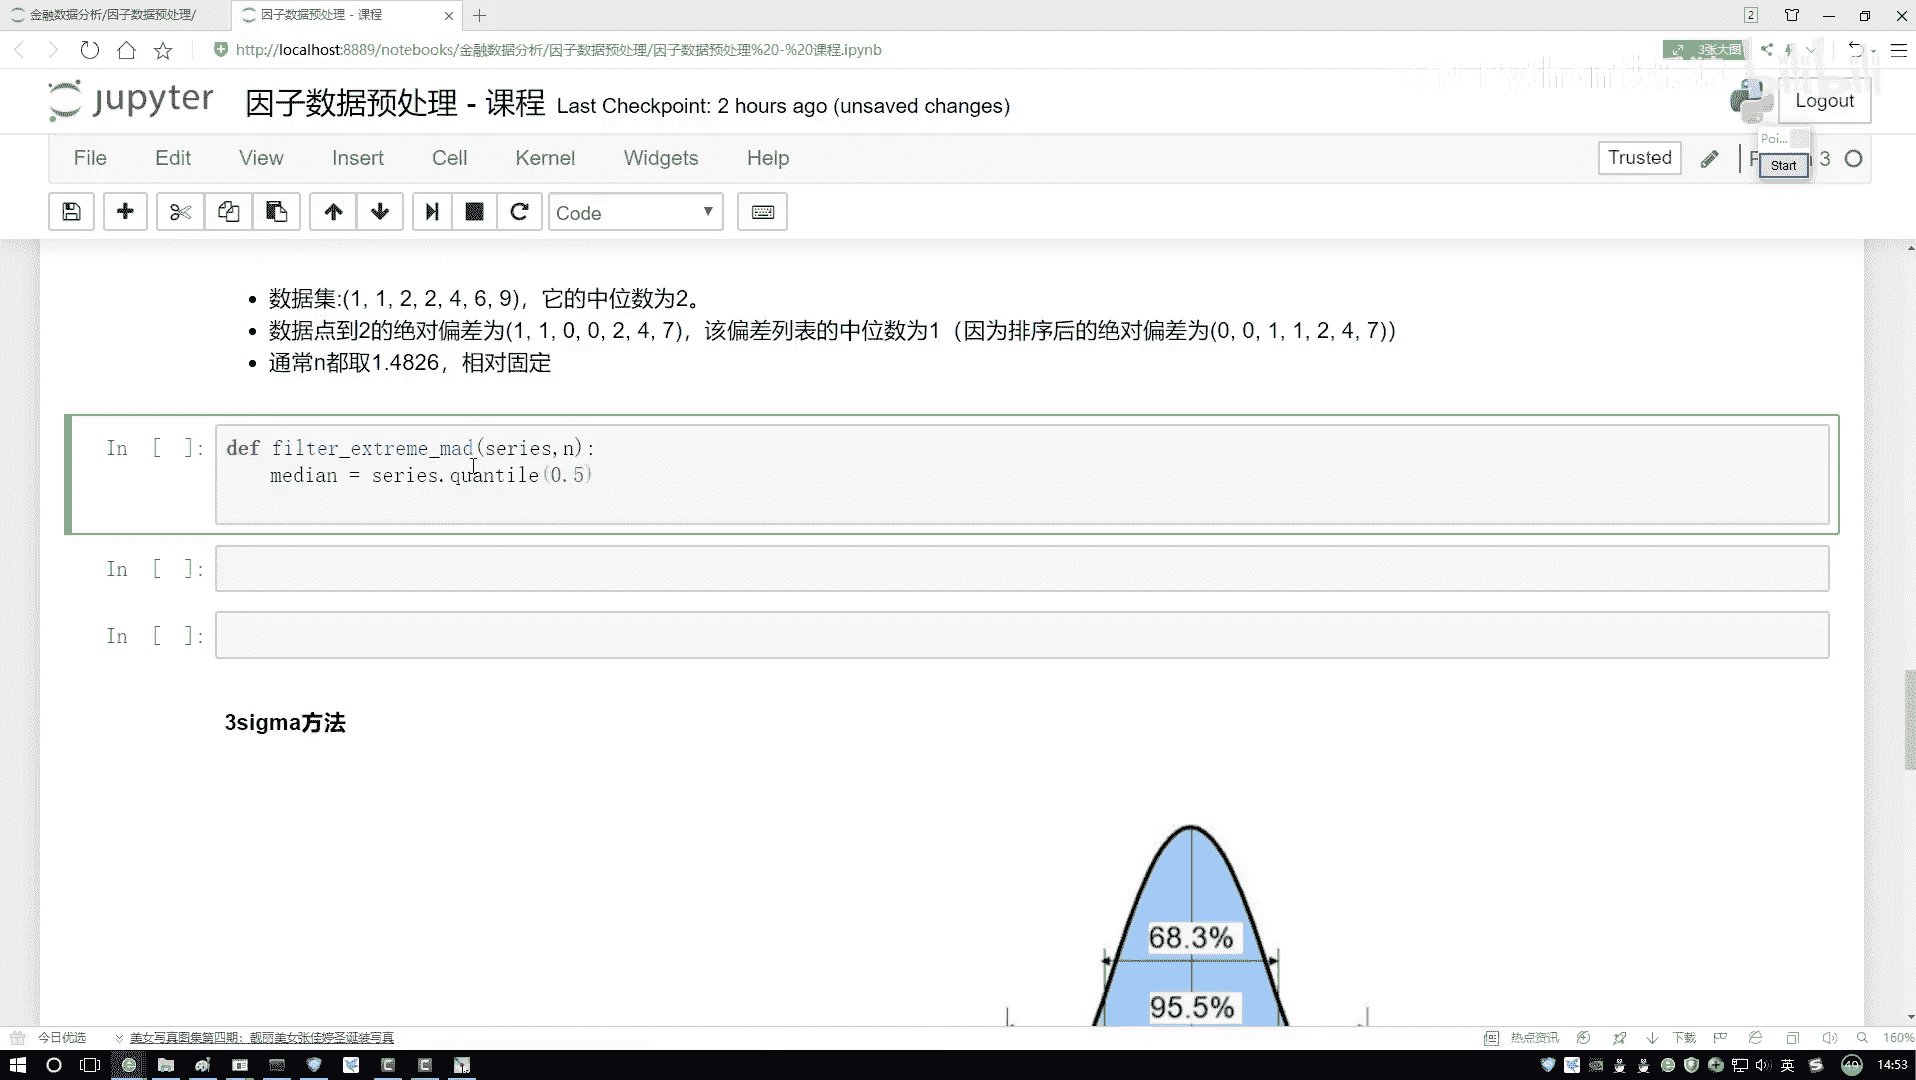 金融数据分析/因子数据预处理/
因子数据预处理 - 课程
2
http://localhost:8889/notebooks/金融数据分析/因子数据预处理/因子数据预处理%20-%20课程.ipynb
3张大图
bilibili
jupyter
因子数据预处理 - 课程 Last Checkpoint: 2 hours ago (unsaved changes)
Logout
Poi...
File Edit View Insert Cell Kernel Widgets Help
Trusted
3
Start
Code
数据集:(1, 1, 2, 2, 4, 6, 9)，它的中位数为2。
数据点到2的绝对偏差为(1, 1, 0, 0, 2, 4, 7)，该偏差列表的中位数为1（因为排序后的绝对偏差为(0, 0, 1, 1, 2, 4, 7)）
通常n都取1.4826，相对固定
In [ ]:
def filter_extreme_mad(series,n):
median = series.quantile(0.5)
In [ ]:
In [ ]:
3sigma方法
68.3%
95.5%
今日优选
美女写真图集第四期：靓丽美女张佳婷圣诞装写真
热点资讯
下载
160%
英
49
14:53